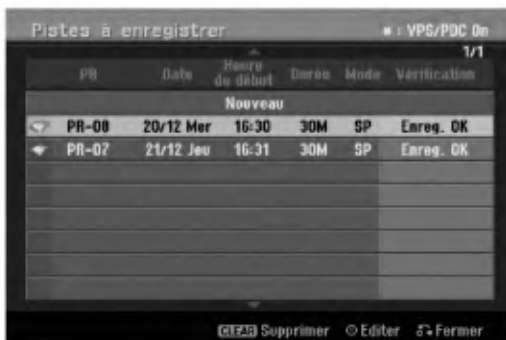 Pistes à enregistrer
* : VPS/PDC On
1/1
PR Date Heure de début Durée Mode Vérification
Nouveau
PR-08 20/12 Mer 16:30 30M SP Enreg. OK
PR-07 21/12 Jeu 16:31 30M SP Enreg. OK
CLEAR Supprimer Editer Fermer